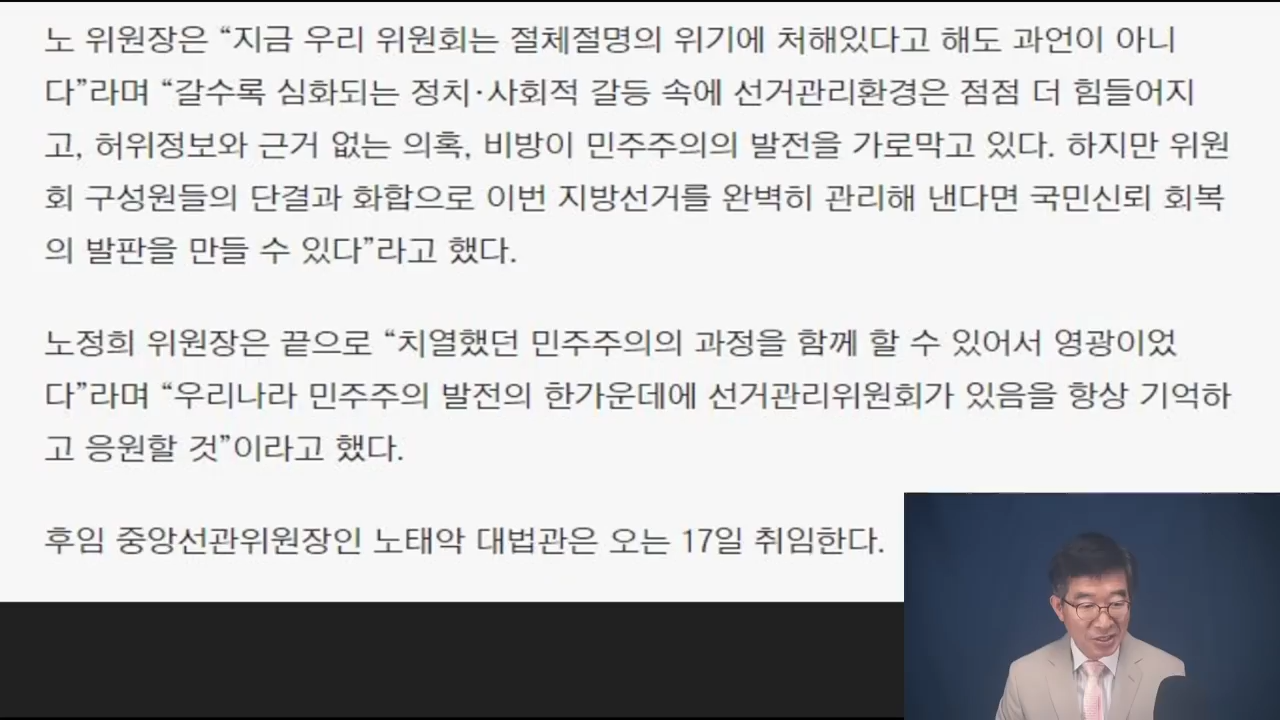 노 위원장은 “지금 우리 위원회는 절체절명의 위기에 처해있다고 해도 과언이 아니
다”라며 “갈수록 심화되는 정치·사회적 갈등 속에 선거관리환경은 점점 더 힘들어지
고, 허위정보와 근거 없는 의혹, 비방이 민주주의의 발전을 가로막고 있다. 하지만 위원
회 구성원들의 단결과 화합으로 이번 지방선거를 완벽히 관리해 낸다면 국민신뢰 회복
의 발판을 만들 수 있다”라고 했다.
노정희 위원장은 끝으로 “치열했던 민주주의의 과정을 함께 할 수 있어서 영광이었
다”라며 “우리나라 민주주의 발전의 한가운데에 선거관리위원회가 있음을 항상 기억하
고 응원할 것”이라고 했다.
후임 중앙선관위원장인 노태악 대법관은 오는 17일 취임한다.